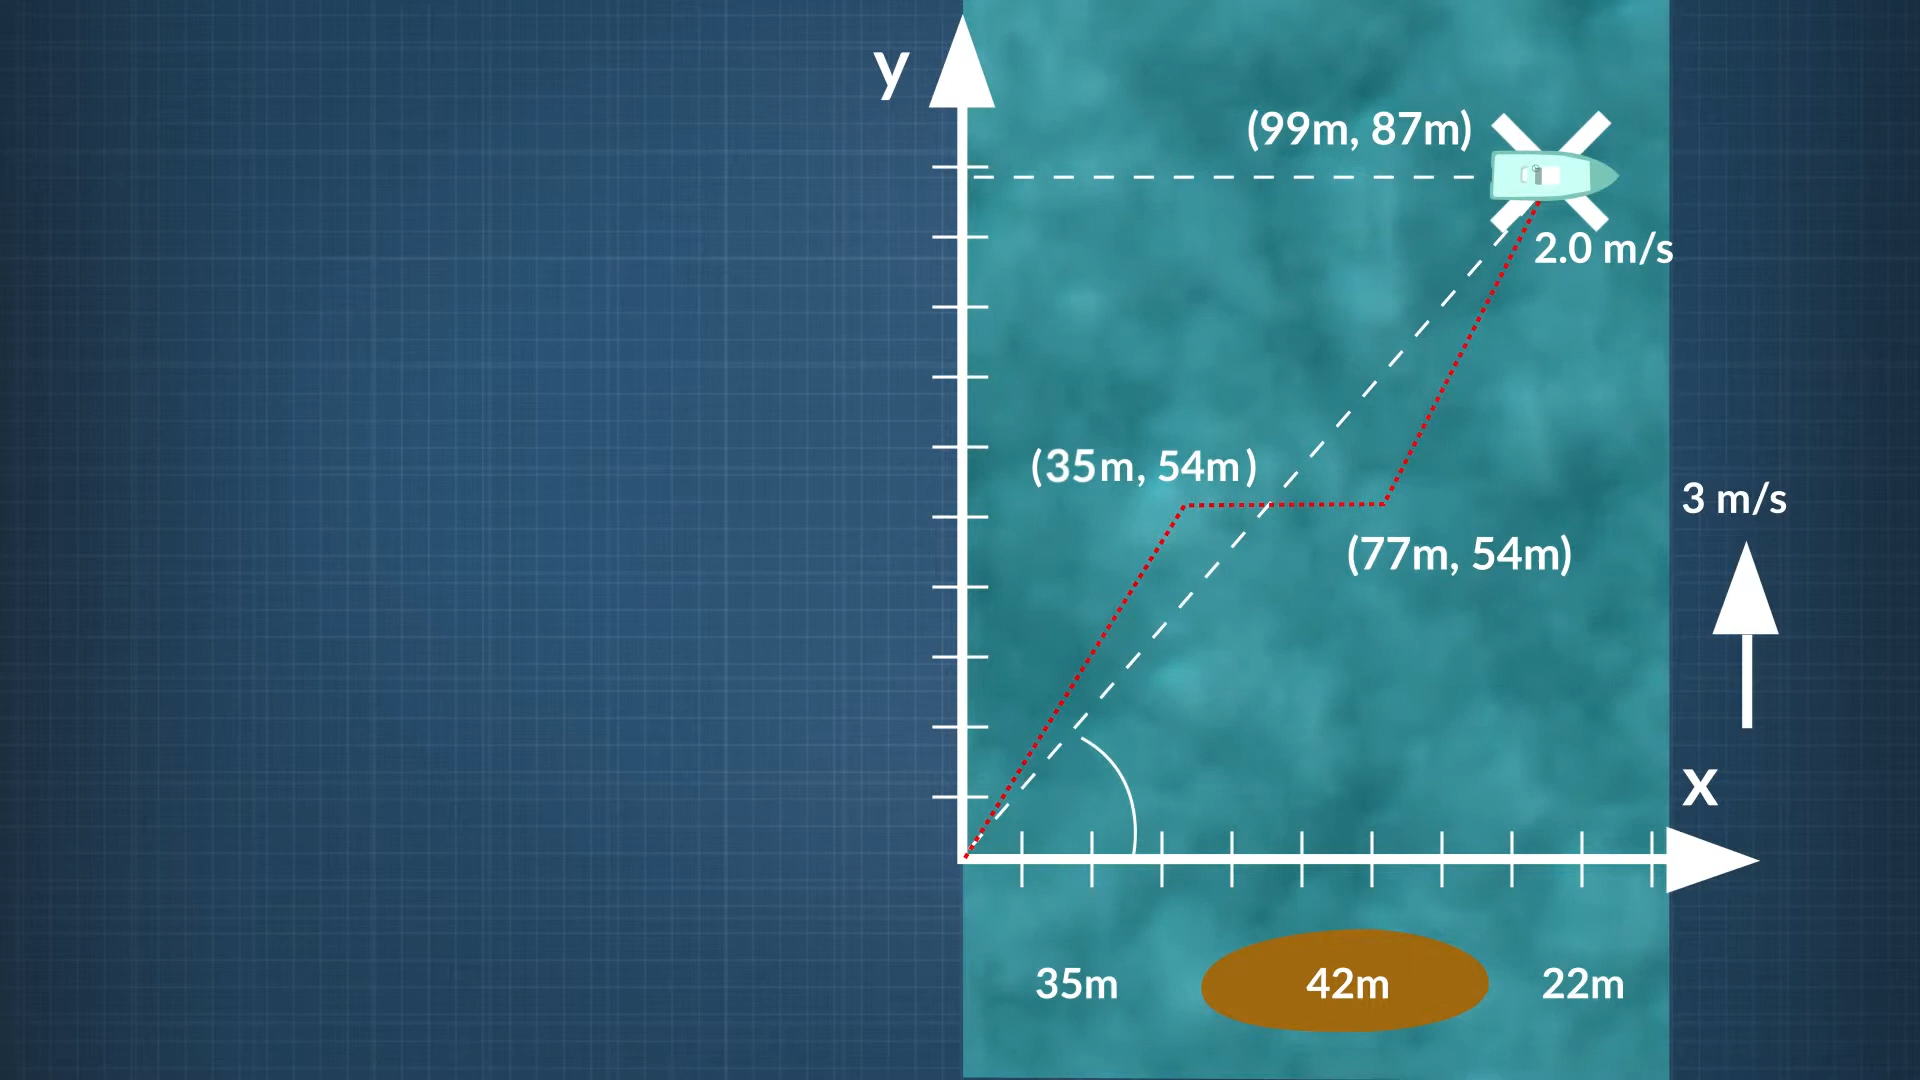 y
(99m, 87m)
2.0 m/s
(35m, 54m)
3 m/s
(77m, 54m)
x
35m
42m
22m